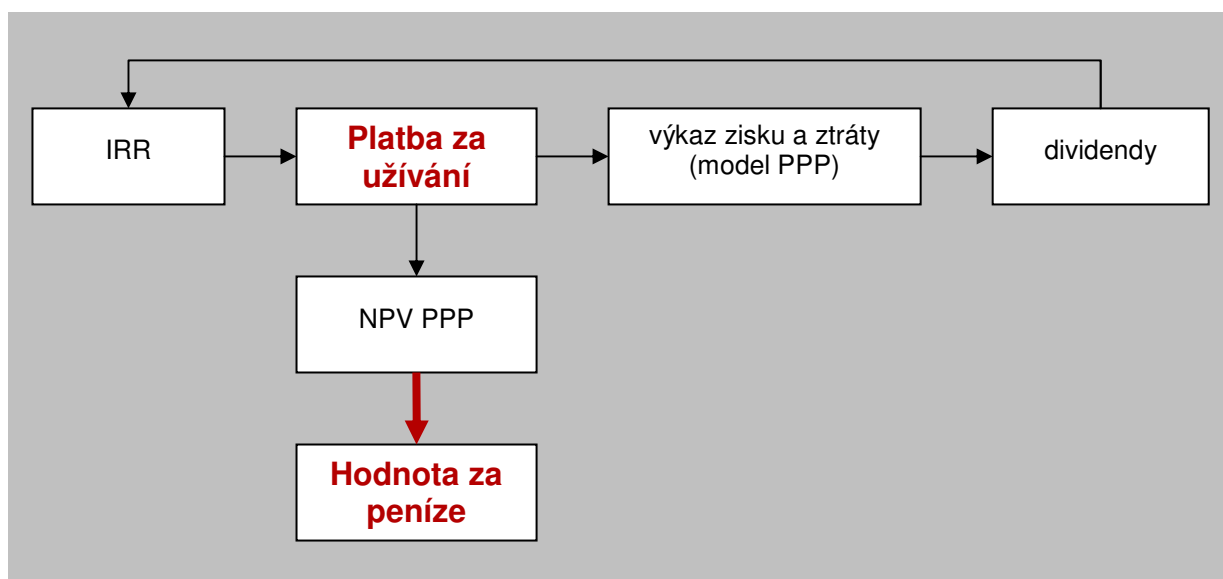 IRR
Platba za
užívání
výkaz zisku a ztráty
(model PPP)
dividendy
NPV PPP
Hodnota za
peníze